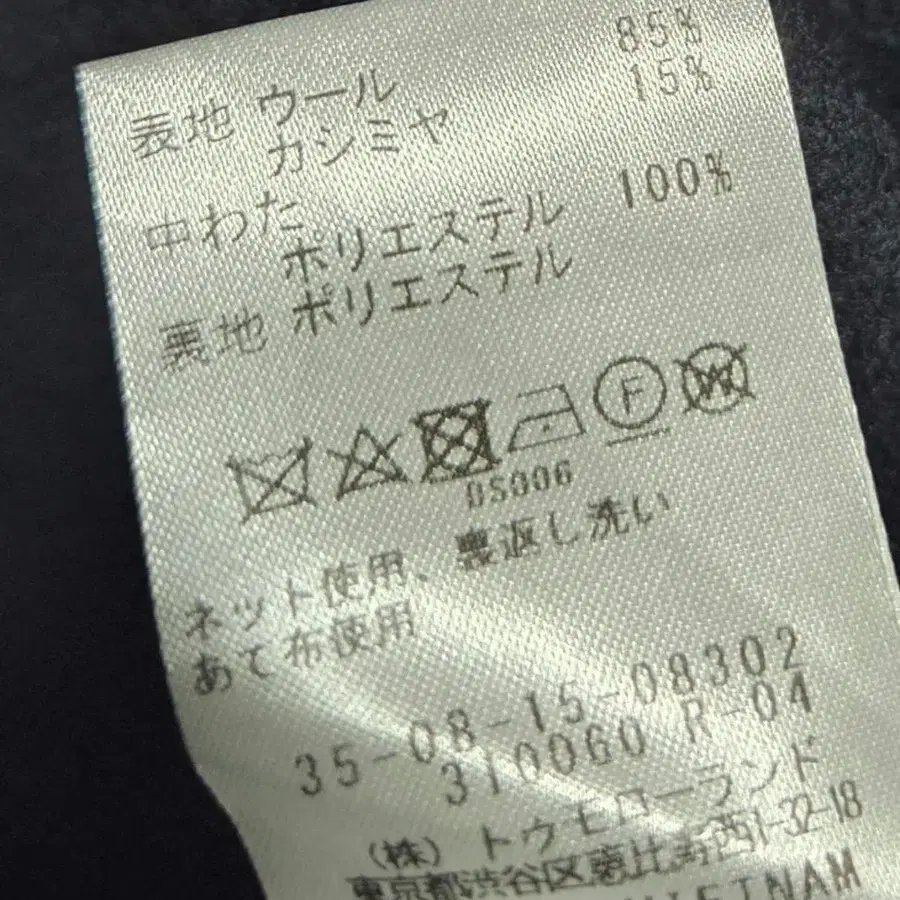 表地 ウール 85%
カシミヤ 15%
中わた
ポリエステル 100%
裏地 ポリエステル
F
W
DS006
ネット使用、裏返し洗い
あて布使用
35-08-15-08302
310060 R-04
(株) トゥモローランド
東京都渋谷区恵比寿西1-32-18
VIETNAM